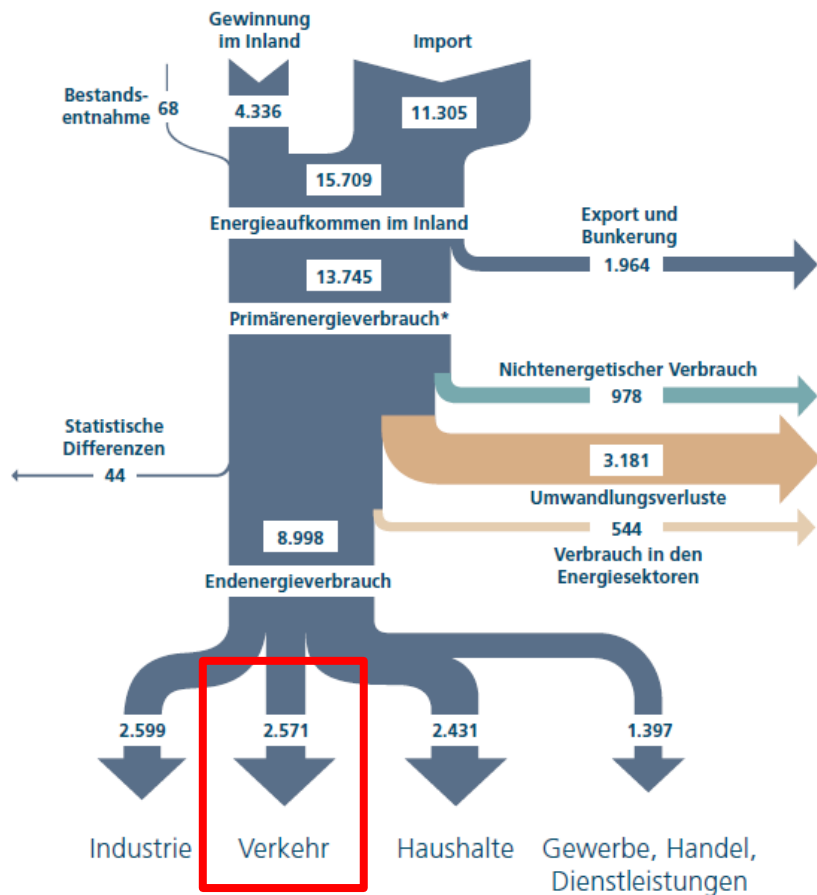 Gewinnung
im Inland
Import
Bestands-
entnahme
68
4.336
11.305
15.709
Energieaufkommen im Inland
Export und
Bunkerung
1.964
13.745
Primärenergieverbrauch*
Nichtenergetischer Verbrauch
978
Statistische
Differenzen
44
3.181
Umwandlungsverluste
8.998
544
Verbrauch in den
Energiesektoren
Endenergieverbrauch
2.599
2.571
2.431
1.397
Industrie
Verkehr
Haushalte
Gewerbe, Handel,
Dienstleistungen